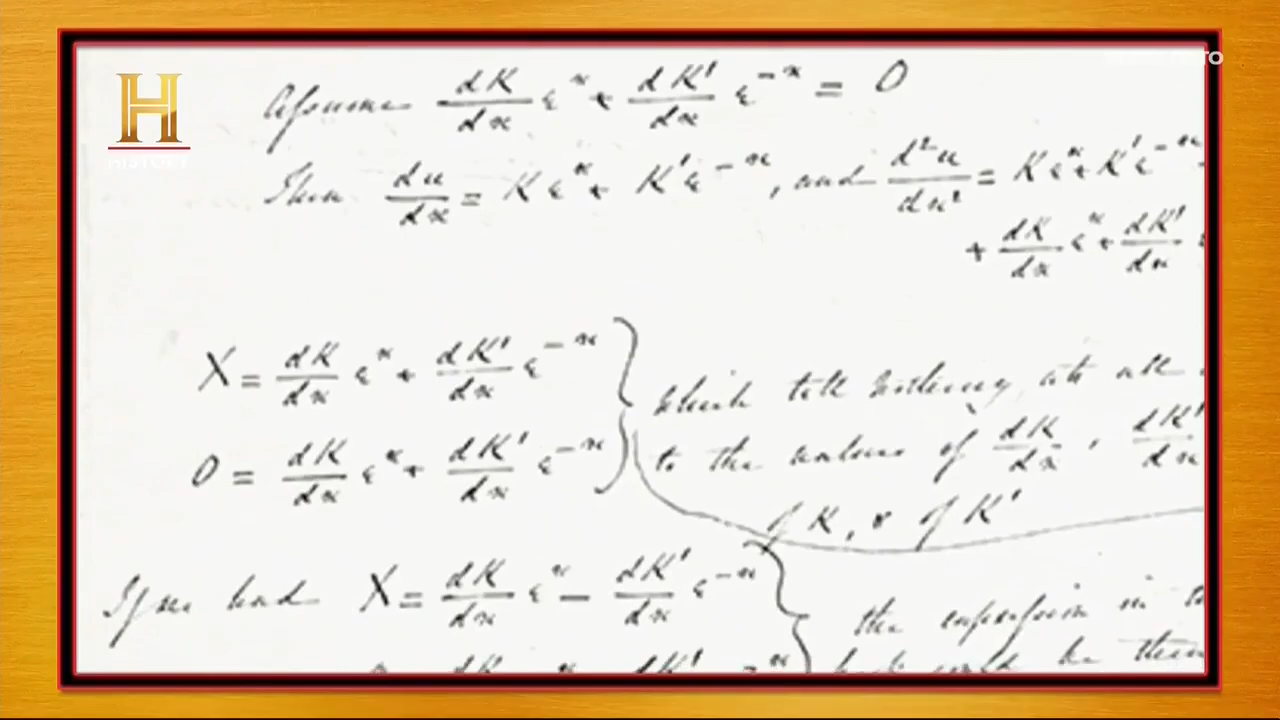 H
HISTORY
Assume dK/dx ε^x + dK'/dx ε^-x = 0
Then du/dx = Kε^x + K'ε^-x, and d²u/dx² = Kε^x + K'ε^-x
+ dK/dx ε^x + dK'/dx
X = dK/dx ε^x + dK'/dx ε^-x
0 = dK/dx ε^x + dK'/dx ε^-x
which tell nothing at all
to the values of dK/dx, dK'/dx
of K, or of K'
If we had X = dK/dx ε^x - dK'/dx ε^-x
the expression in